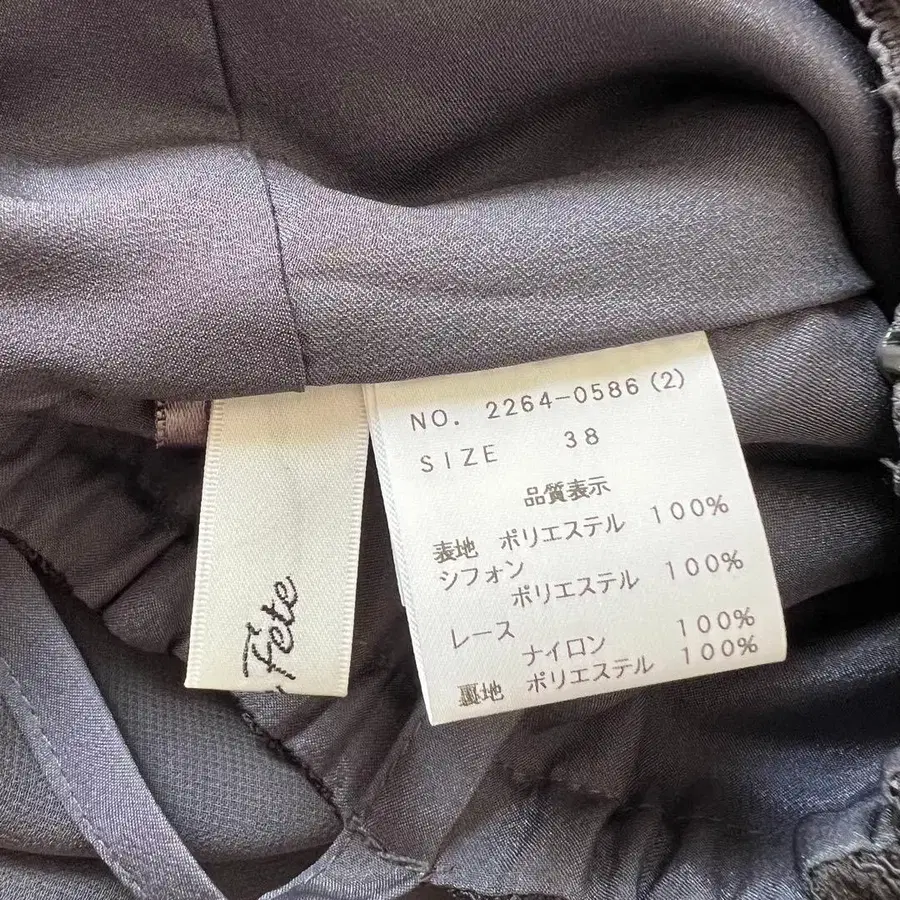 NO. 2264-0586(2)
SIZE 38
品質表示
表地 ポリエステル 100%
シフォン
ポリエステル 100%
レース
ナイロン 100%
裏地 ポリエステル 100%
Fete